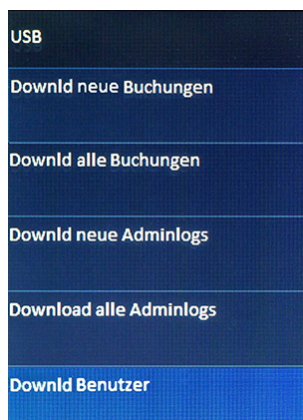 USB
Downld neue Buchungen
Downld alle Buchungen
Downld neue Adminlogs
Download alle Adminlogs
Downld Benutzer